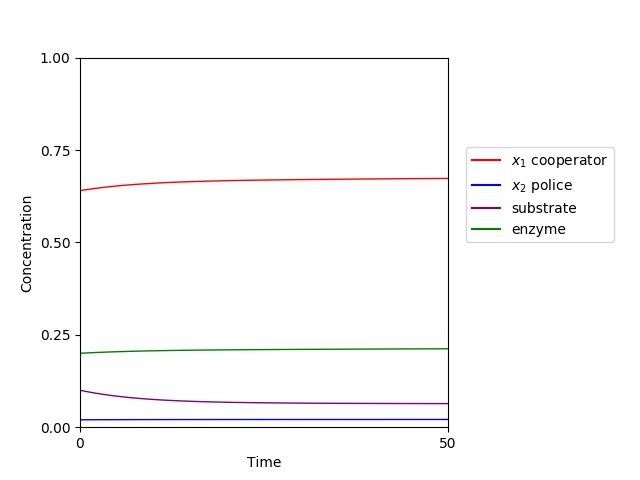 1.00
0.75
0.50
0.25
0.00
Concentration
0
50
Time
x₁ cooperator
x₂ police
substrate
enzyme